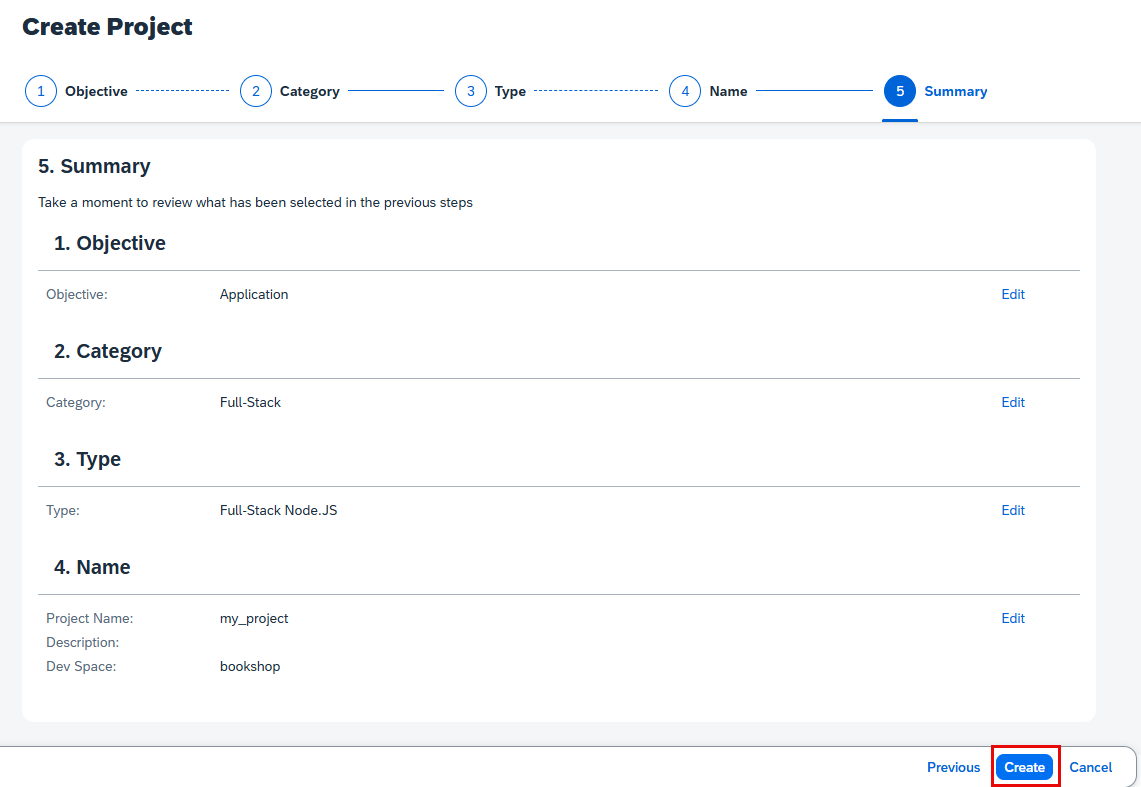 Create Project
1 Objective 2 Category 3 Type 4 Name 5 Summary
5. Summary
Take a moment to review what has been selected in the previous steps
1. Objective
Objective: Application Edit
2. Category
Category: Full-Stack Edit
3. Type
Type: Full-Stack Node.JS Edit
4. Name
Project Name: my_project Edit
Description:
Dev Space: bookshop
Previous Create Cancel